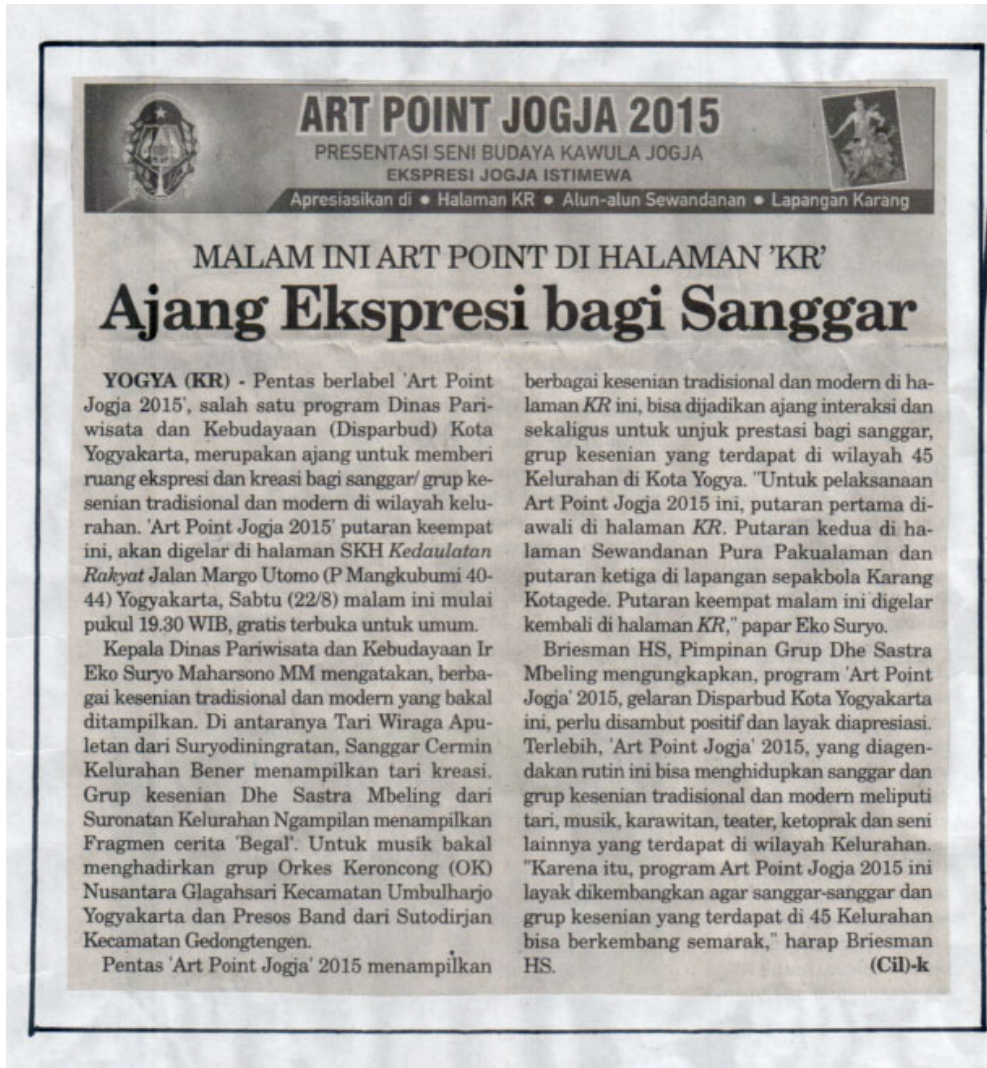 ART POINT JOGJA 2015
PRESENTASI SENI BUDAYA KAWULA JOGJA
EKSPRESI JOGJA ISTIMEWA
Apresiasikan di • Halaman KR • Alun-alun Sewandanan • Lapangan Karang
MALAM INI ART POINT DI HALAMAN 'KR'
Ajang Ekspresi bagi Sanggar
YOGYA (KR) - Pentas berlabel 'Art Point
Jogja 2015', salah satu program Dinas Pari-
wisata dan Kebudayaan (Disparbud) Kota
Yogyakarta, merupakan ajang untuk memberi
ruang ekspresi dan kreasi bagi sanggar/ grup ke-
senian tradisional dan modern di wilayah kelu-
rahan. 'Art Point Jogja 2015' putaran keempat
ini, akan digelar di halaman SKH Kedaulatan
Rakyat Jalan Margo Utomo (P Mangkubumi 40-
44) Yogyakarta, Sabtu (22/8) malam ini mulai
pukul 19.30 WIB, gratis terbuka untuk umum.
Kepala Dinas Pariwisata dan Kebudayaan Ir
Eko Suryo Maharsono MM mengatakan, berba-
gai kesenian tradisional dan modern yang bakal
ditampilkan. Di antaranya Tari Wiraga Apu-
letan dari Suryodiningratan, Sanggar Cermin
Kelurahan Bener menampilkan tari kreasi.
Grup kesenian Dhe Sastra Mbeling dari
Suronatan Kelurahan Ngampilan menampilkan
Fragmen cerita 'Begal'. Untuk musik bakal
menghadirkan grup Orkes Keroncong (OK)
Nusantara Glagahsari Kecamatan Umbulharjo
Yogyakarta dan Presos Band dari Sutodirjan
Kecamatan Gedongtengen.
Pentas 'Art Point Jogja' 2015 menampilkan
berbagai kesenian tradisional dan modern di ha-
laman KR ini, bisa dijadikan ajang interaksi dan
sekaligus untuk unjuk prestasi bagi sanggar,
grup kesenian yang terdapat di wilayah 45
Kelurahan di Kota Yogya. "Untuk pelaksanaan
Art Point Jogja 2015 ini, putaran pertama di-
awali di halaman KR. Putaran kedua di ha-
laman Sewandanan Pura Pakualaman dan
putaran ketiga di lapangan sepakbola Karang
Kotagede. Putaran keempat malam ini digelar
kembali di halaman KR," papar Eko Suryo.
Briesman HS, Pimpinan Grup Dhe Sastra
Mbeling mengungkapkan, program 'Art Point
Jogja' 2015, gelaran Disparbud Kota Yogyakarta
ini, perlu disambut positif dan layak diapresiasi.
Terlebih, 'Art Point Jogja' 2015, yang diagen-
dakan rutin ini bisa menghidupkan sanggar dan
grup kesenian tradisional dan modern meliputi
tari, musik, karawitan, teater, ketoprak dan seni
lainnya yang terdapat di wilayah Kelurahan.
"Karena itu, program Art Point Jogja 2015 ini
layak dikembangkan agar sanggar-sanggar dan
grup kesenian yang terdapat di 45 Kelurahan
bisa berkembang semarak," harap Briesman
HS. (Cil)-k